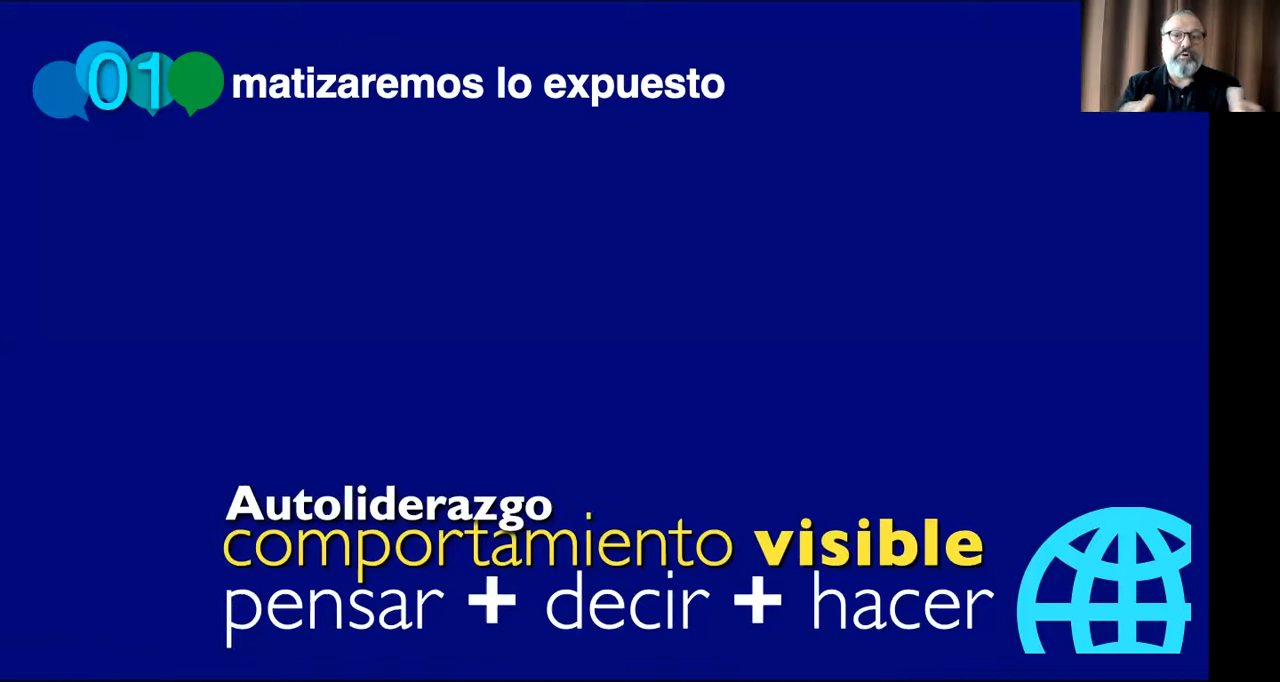 01 matizaremos lo expuesto
Autoliderazgo
comportamiento visible
pensar + decir + hacer